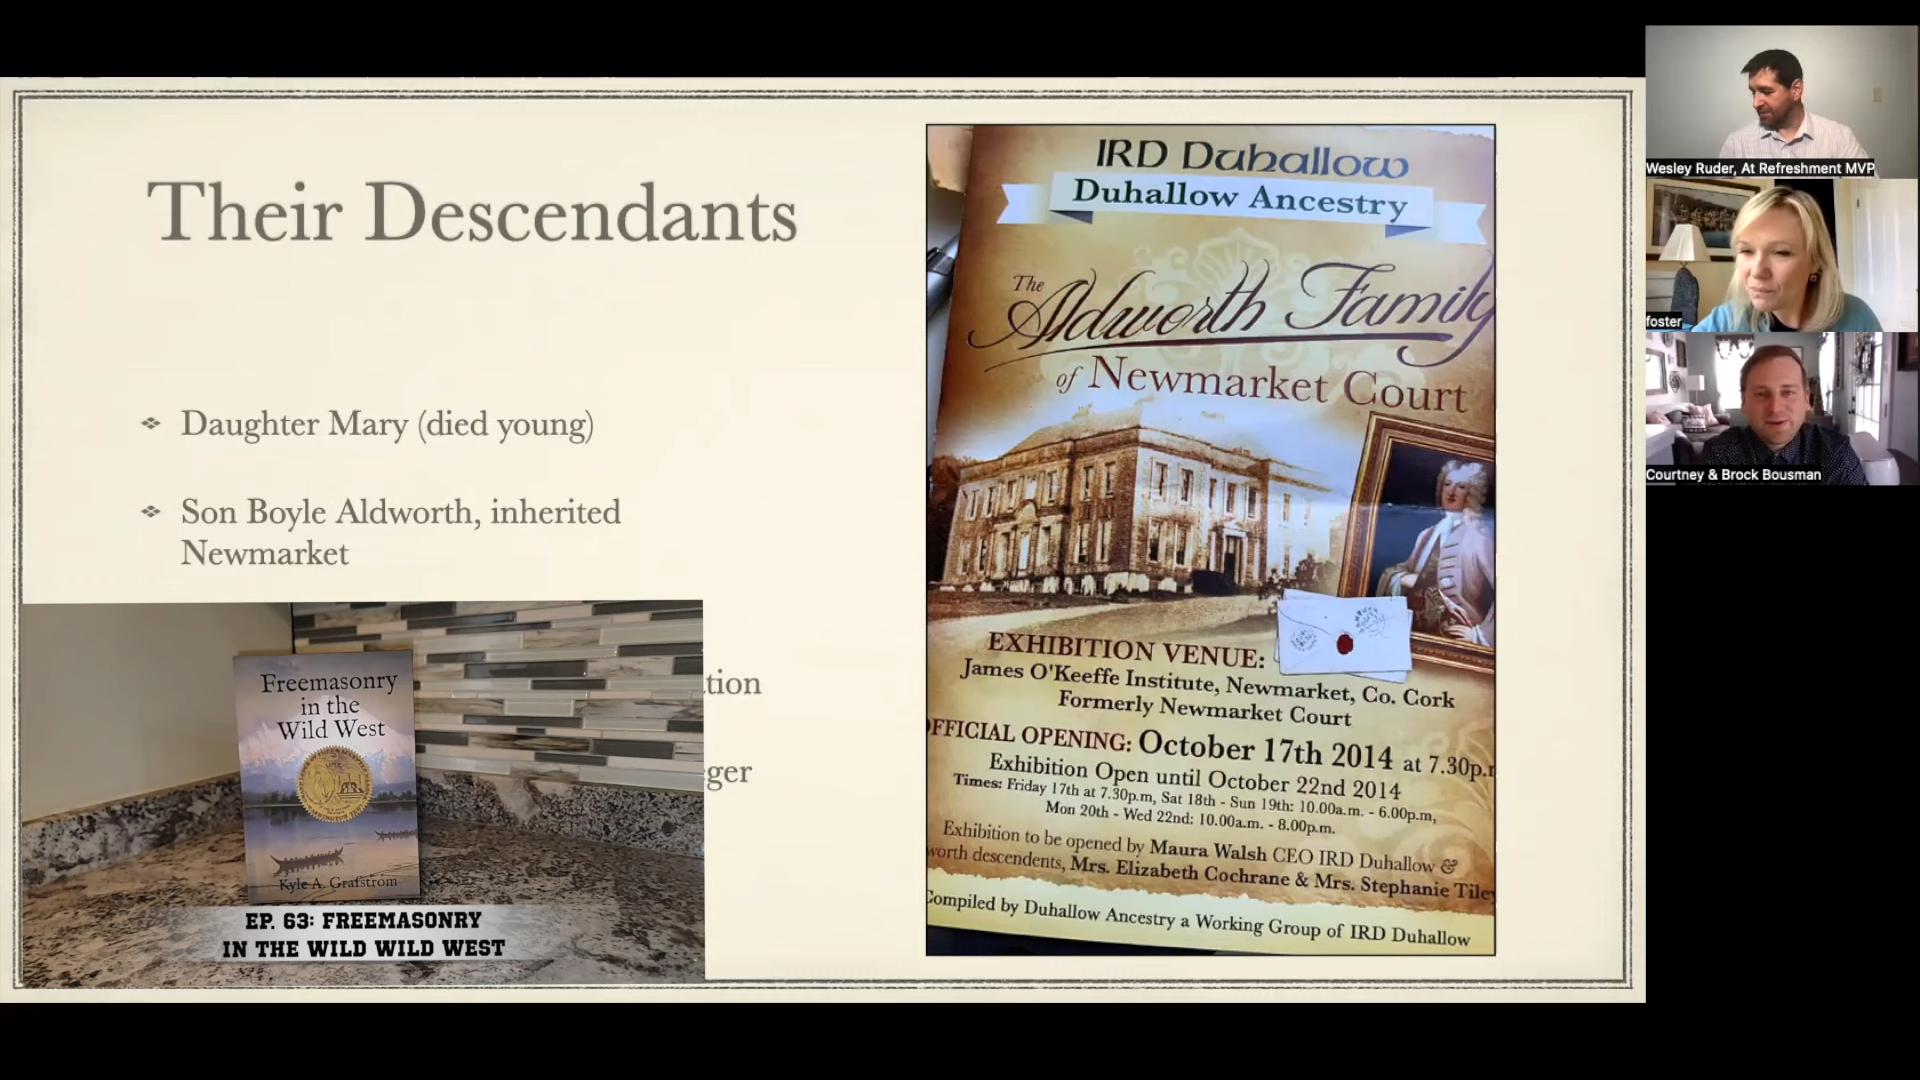 Their Descendants
Daughter Mary (died young)
Son Boyle Aldworth, inherited
Newmarket
Freemasonry
in the
Wild West
Kyle A. Grafstrom
EP. 63: FREEMASONRY
IN THE WILD WILD WEST
IRD Duhallow
Duhallow Ancestry
The
Aldworth Family
of Newmarket Court
EXHIBITION VENUE:
James O'Keeffe Institute, Newmarket, Co. Cork
Formerly Newmarket Court
OFFICIAL OPENING: October 17th 2014 at 7.30p.m
Exhibition Open until October 22nd 2014
Times: Friday 17th at 7.30p.m, Sat 18th - Sun 19th: 10.00a.m. - 6.00p.m,
Mon 20th - Wed 22nd: 10.00a.m. - 8.00p.m.
Exhibition to be opened by Maura Walsh CEO IRD Duhallow &
worth descendents, Mrs. Elizabeth Cochrane & Mrs. Stephanie Tiley
Compiled by Duhallow Ancestry a Working Group of IRD Duhallow
Wesley Ruder, At Refreshment MVP
foster
Courtney & Brock Bousman